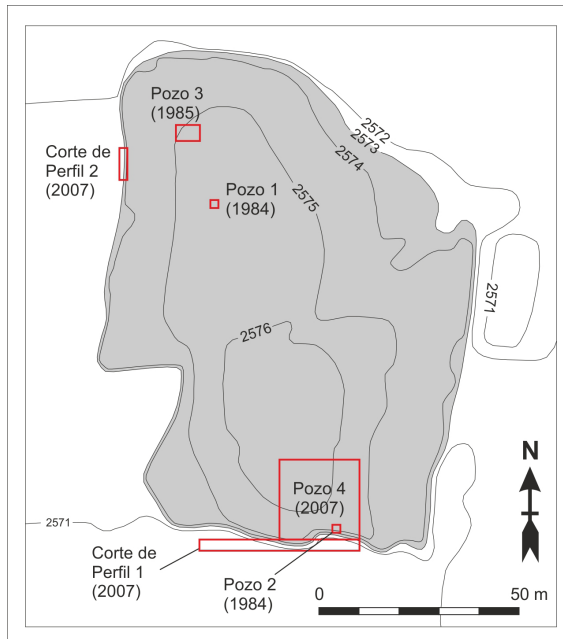 Pozo 3
(1985)
2572
2573
2574
Corte de
Perfil 2
(2007)
Pozo 1
(1984)
2575
2571
2576
Pozo 4
(2007)
N
2571
Corte de
Perfil 1
(2007)
Pozo 2
(1984)
0 50 m